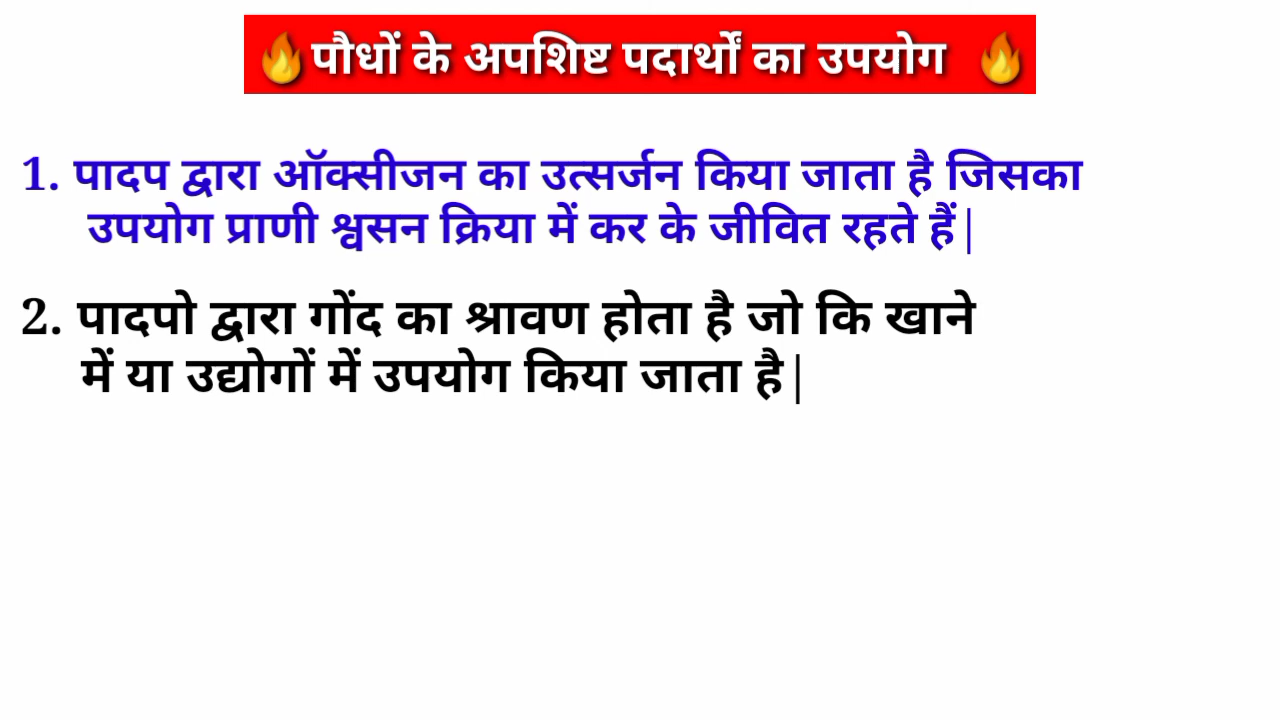 🔥पौधों के अपशिष्ट पदार्थों का उपयोग 🔥
1. पादप द्वारा ऑक्सीजन का उत्सर्जन किया जाता है जिसका
उपयोग प्राणी श्वसन क्रिया में कर के जीवित रहते हैं|
2. पादपो द्वारा गोंद का श्रावण होता है जो कि खाने
में या उद्योगों में उपयोग किया जाता है|